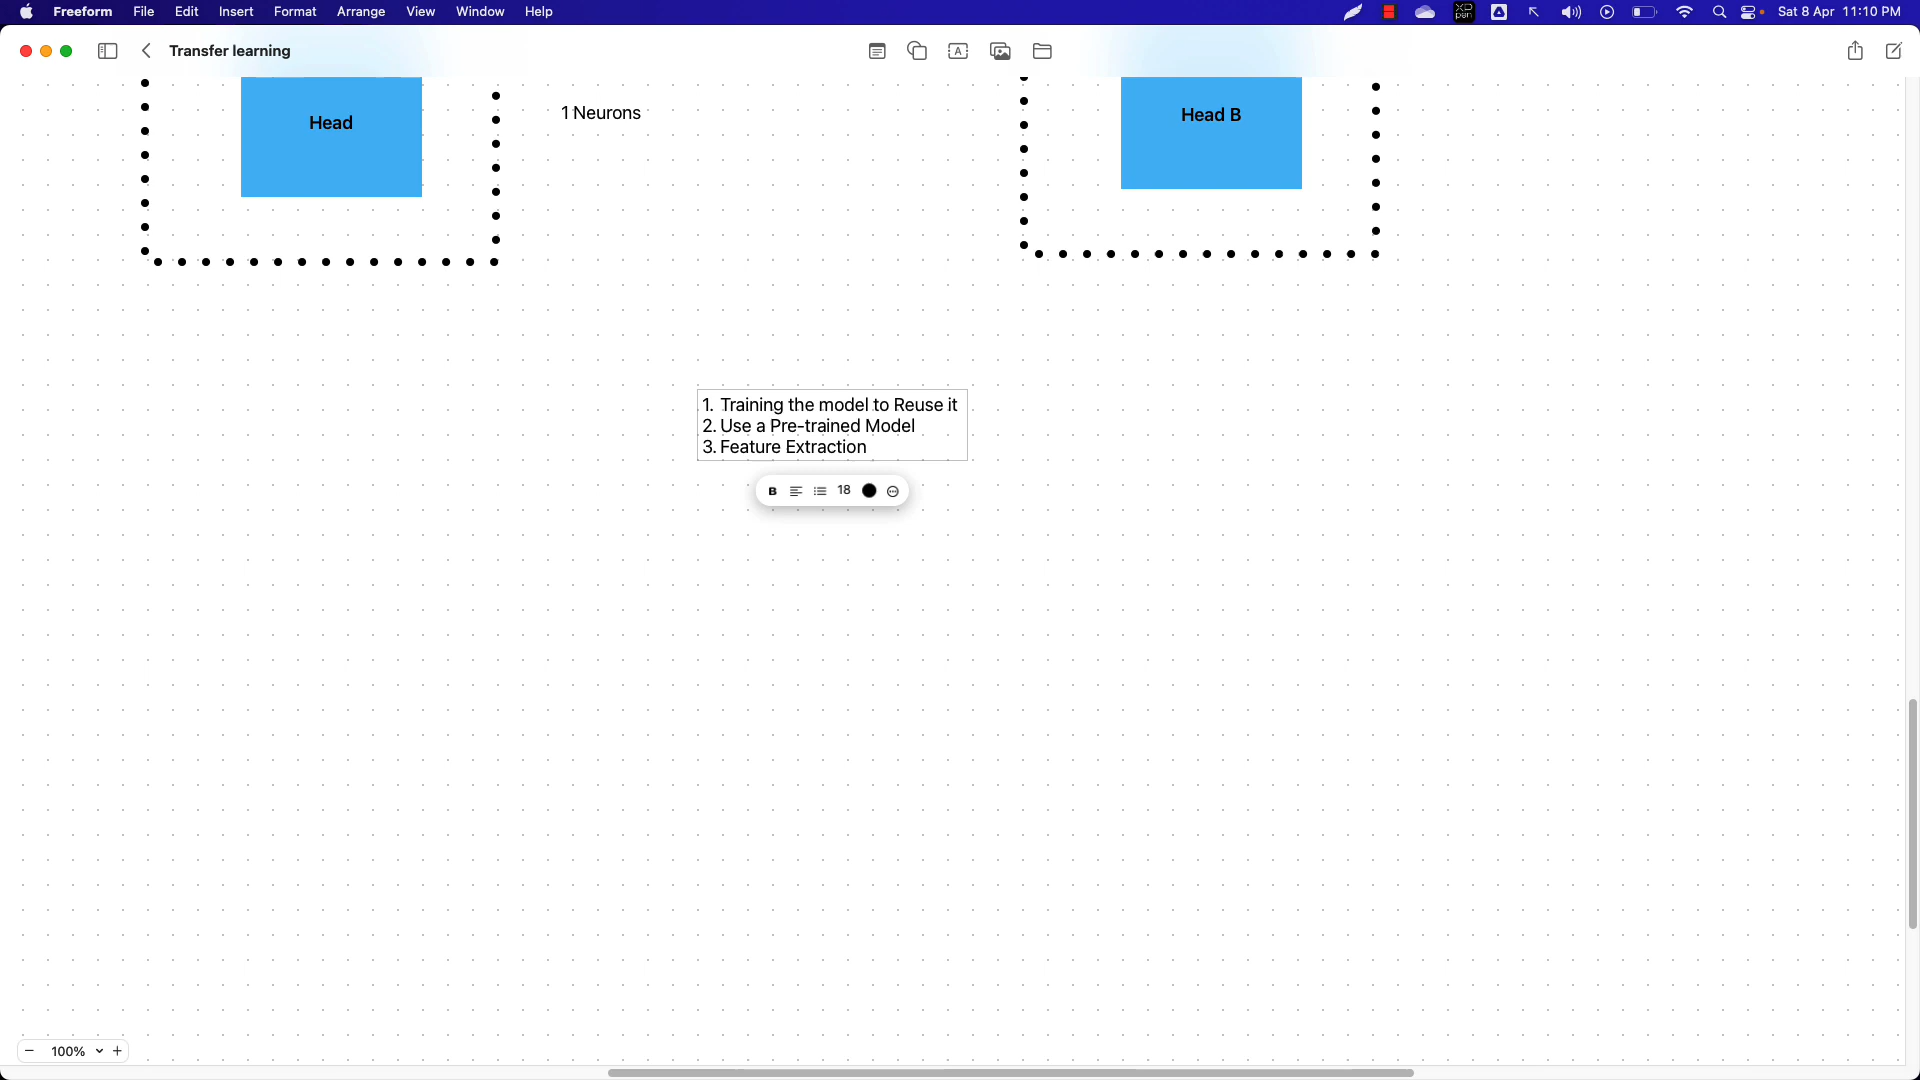 Freeform File Edit Insert Format Arrange View Window Help XD pen A Sat 8 Apr 11:10 PM
Transfer learning A
Head
1 Neurons
Head B
1. Training the model to Reuse it
2. Use a Pre-trained Model
3. Feature Extraction
B 18
100%